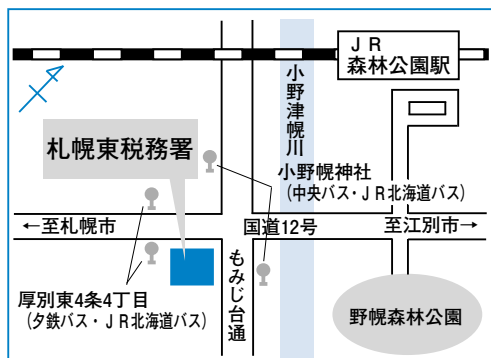 JR
森林公園駅
小野津幌川
札幌東税務署
小野幌神社
（中央バス・JR北海道バス）
←至札幌市
国道12号
至江別市→
もみじ台通
厚別東4条4丁目
（夕鉄バス・JR北海道バス）
野幌森林公園